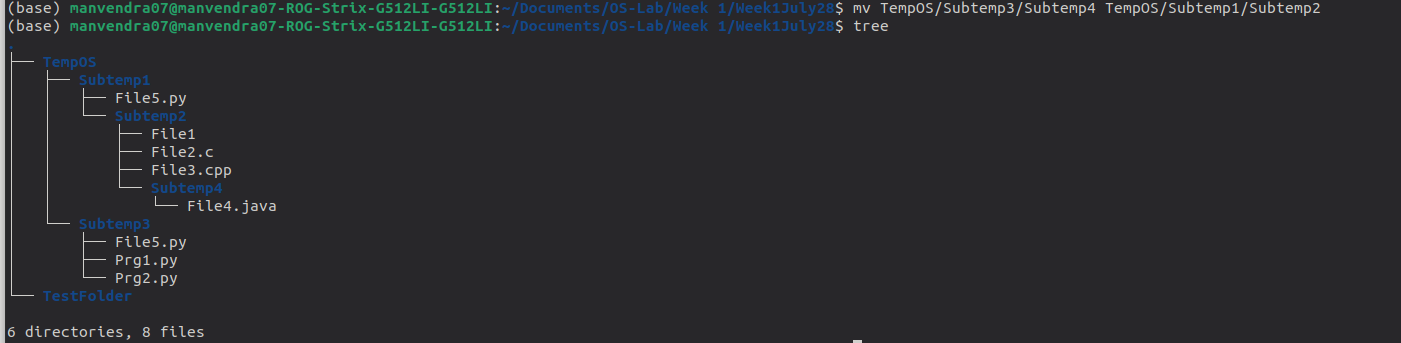 (base) manvendra07@manvendra07-ROG-Strix-G512LI-G512LI:~/Documents/OS-Lab/Week 1/Week1July28$ mv TempOS/Subtemp3/Subtemp4 TempOS/Subtemp1/Subtemp2
(base) manvendra07@manvendra07-ROG-Strix-G512LI-G512LI:~/Documents/OS-Lab/Week 1/Week1July28$ tree
.
├── TempOS
│   ├── Subtemp1
│   │   ├── File5.py
│   │   └── Subtemp2
│   │       ├── File1
│   │       ├── File2.c
│   │       ├── File3.cpp
│   │       └── Subtemp4
│   │           └── File4.java
│   └── Subtemp3
│       ├── File5.py
│       ├── Prg1.py
│       └── Prg2.py
└── TestFolder
6 directories, 8 files